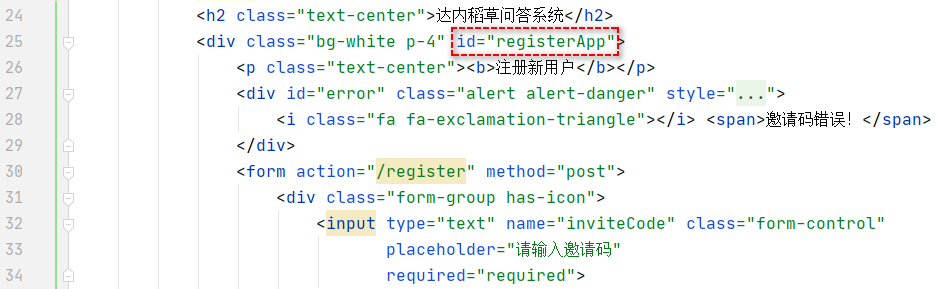 24 <h2 class="text-center">达内稻草问答系统</h2>
25 <div class="bg-white p-4" id="registerApp">
26 <p class="text-center"><b>注册新用户</b></p>
27 <div id="error" class="alert alert-danger" style="...">
28 <i class="fa fa-exclamation-triangle"></i> <span>邀请码错误! </span>
29 </div>
30 <form action="/register" method="post">
31 <div class="form-group has-icon">
32 <input type="text" name="inviteCode" class="form-control"
33 placeholder="请输入邀请码"
34 required="required">